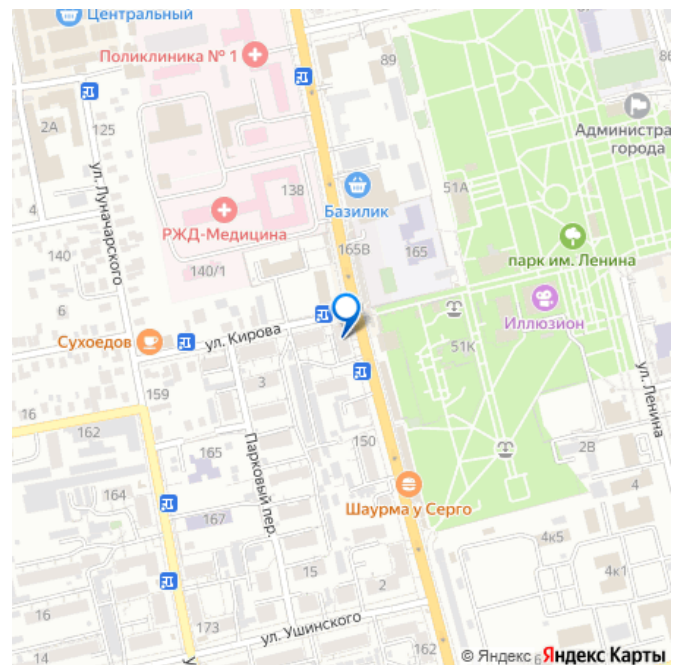 Центральный
Поликлиника № 1
89
86
2А
125
Администра
города
ул. Луначарского
4
138
51А
Базилик
РЖД-Медицина
165В
165
парк им. Ленина
140
140/1
6
Иллюзион
ул. Кирова
Сухоедов
51К
ул. Ленина
3
159
16
162
165
Парковый пер.
150
2В
164
Шаурма у Серго
4
167
4к5
15
2
4к1
16
ул. Ушинского
173
14
у
162
© Яндекс
6
Яндекс Карты